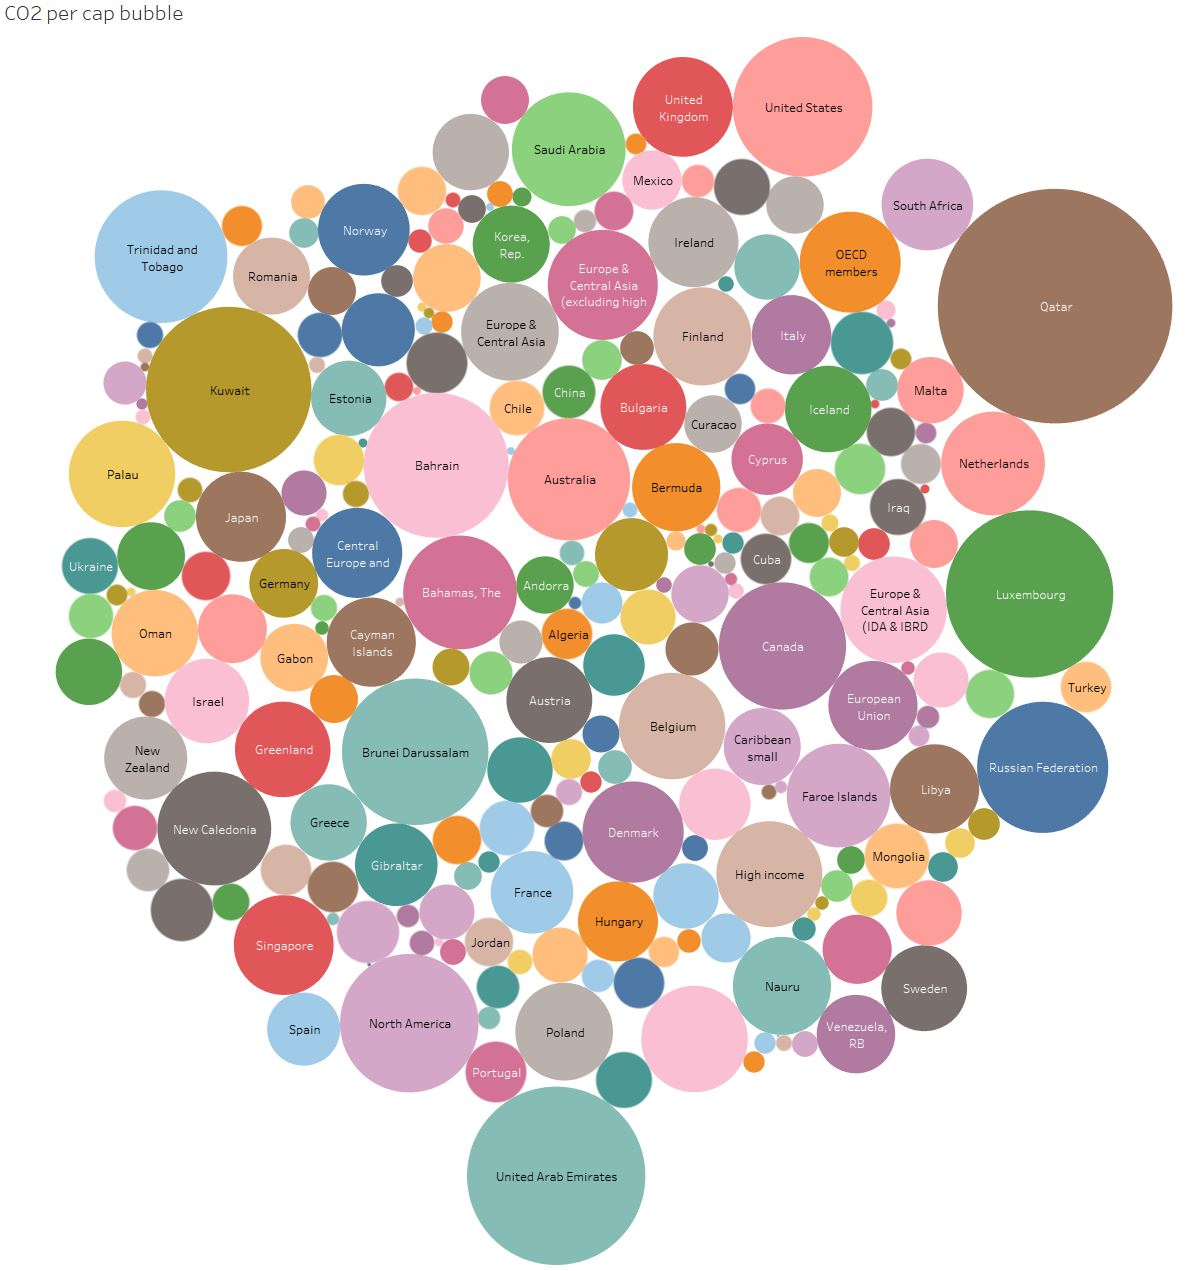 CO2 per cap bubble
United
Kingdom
United States
Saudi Arabia
Mexico
South Africa
Trinidad and
Tobago
Norway
Korea,
Rep.
Ireland
OECD
members
Romania
Europe &
Central Asia
(excluding high
Qatar
Europe &
Central Asia
Finland
Italy
Kuwait
Estonia
China
Chile
Bulgaria
Iceland
Malta
Curacao
Bahrain
Cyprus
Netherlands
Palau
Australia
Bermuda
Iraq
Japan
Central
Europe and
Cuba
Ukraine
Germany
Bahamas, The
Andorra
Europe &
Central Asia
(IDA & IBRD
Luxembourg
Oman
Cayman
Islands
Algeria
Canada
Gabon
Turkey
Israel
Austria
European
Union
Greenland
Belgium
Caribbean
small
New
Zealand
Brunei Darussalam
Russian Federation
Libya
Faroe Islands
New Caledonia
Greece
Denmark
Gibraltar
High income
Mongolia
France
Hungary
Singapore
Jordan
Nauru
Sweden
Spain
North America
Poland
Venezuela,
RB
Portugal
United Arab Emirates